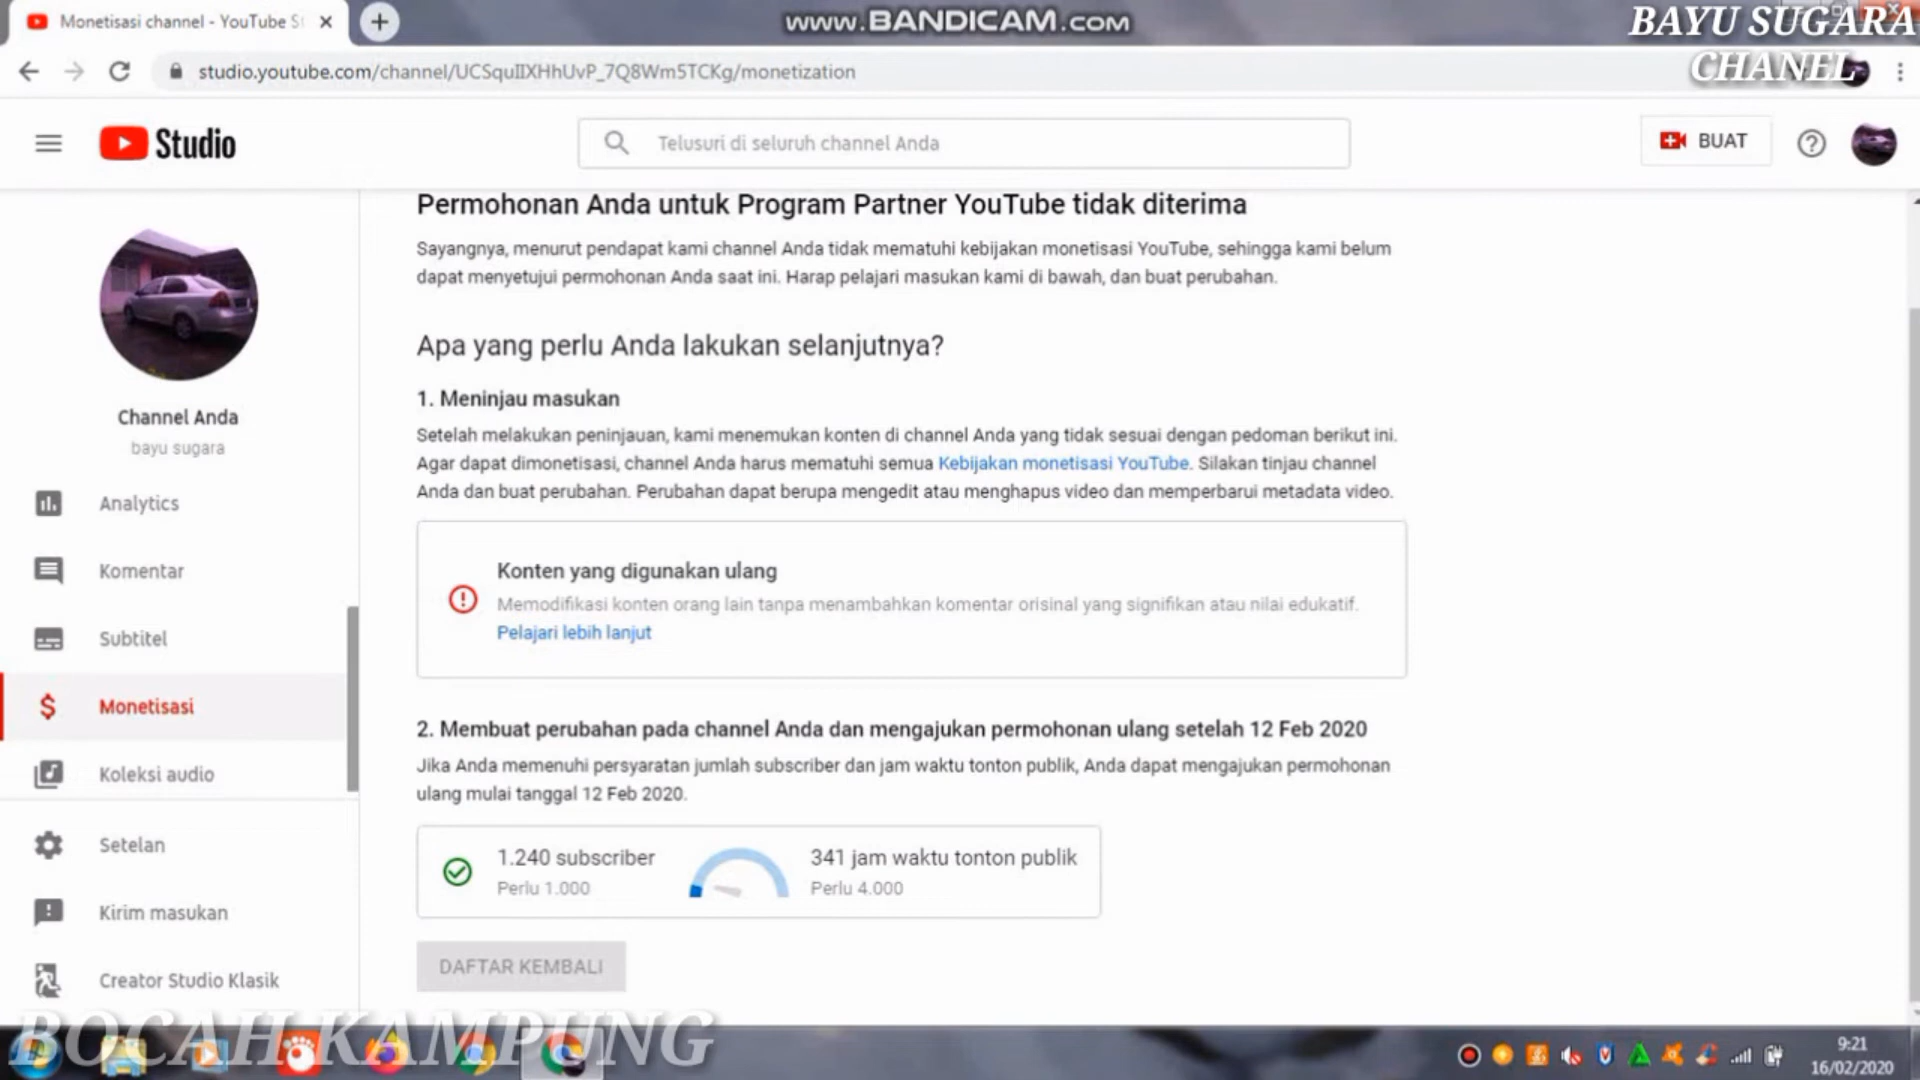 Monetisasi channel - YouTube S
www.BANDICAM.com
BAYU SUGARA
CHANEL
studio.youtube.com/channel/UCSquIIXHhUvP_7Q8Wm5TCKg/monetization
Studio
Telusuri di seluruh channel Anda
BUAT
Permohonan Anda untuk Program Partner YouTube tidak diterima
Sayangnya, menurut pendapat kami channel Anda tidak mematuhi kebijakan monetisasi YouTube, sehingga kami belum
dapat menyetujui permohonan Anda saat ini. Harap pelajari masukan kami di bawah, dan buat perubahan.
Apa yang perlu Anda lakukan selanjutnya?
1. Meninjau masukan
Setelah melakukan peninjauan, kami menemukan konten di channel Anda yang tidak sesuai dengan pedoman berikut ini.
Agar dapat dimonetisasi, channel Anda harus mematuhi semua Kebijakan monetisasi YouTube. Silakan tinjau channel
Anda dan buat perubahan. Perubahan dapat berupa mengedit atau menghapus video dan memperbarui metadata video.
Konten yang digunakan ulang
Memodifikasi konten orang lain tanpa menambahkan komentar orisinal yang signifikan atau nilai edukatif.
Pelajari lebih lanjut
2. Membuat perubahan pada channel Anda dan mengajukan permohonan ulang setelah 12 Feb 2020
Jika Anda memenuhi persyaratan jumlah subscriber dan jam waktu tonton publik, Anda dapat mengajukan permohonan
ulang mulai tanggal 12 Feb 2020.
1.240 subscriber
Perlu 1.000
341 jam waktu tonton publik
Perlu 4.000
DAFTAR KEMBALI
Channel Anda
bayu sugara
Analytics
Komentar
Subtitel
Monetisasi
Koleksi audio
Setelan
Kirim masukan
Creator Studio Klasik
BOCAH KAMPUNG
9:21
16/02/2020